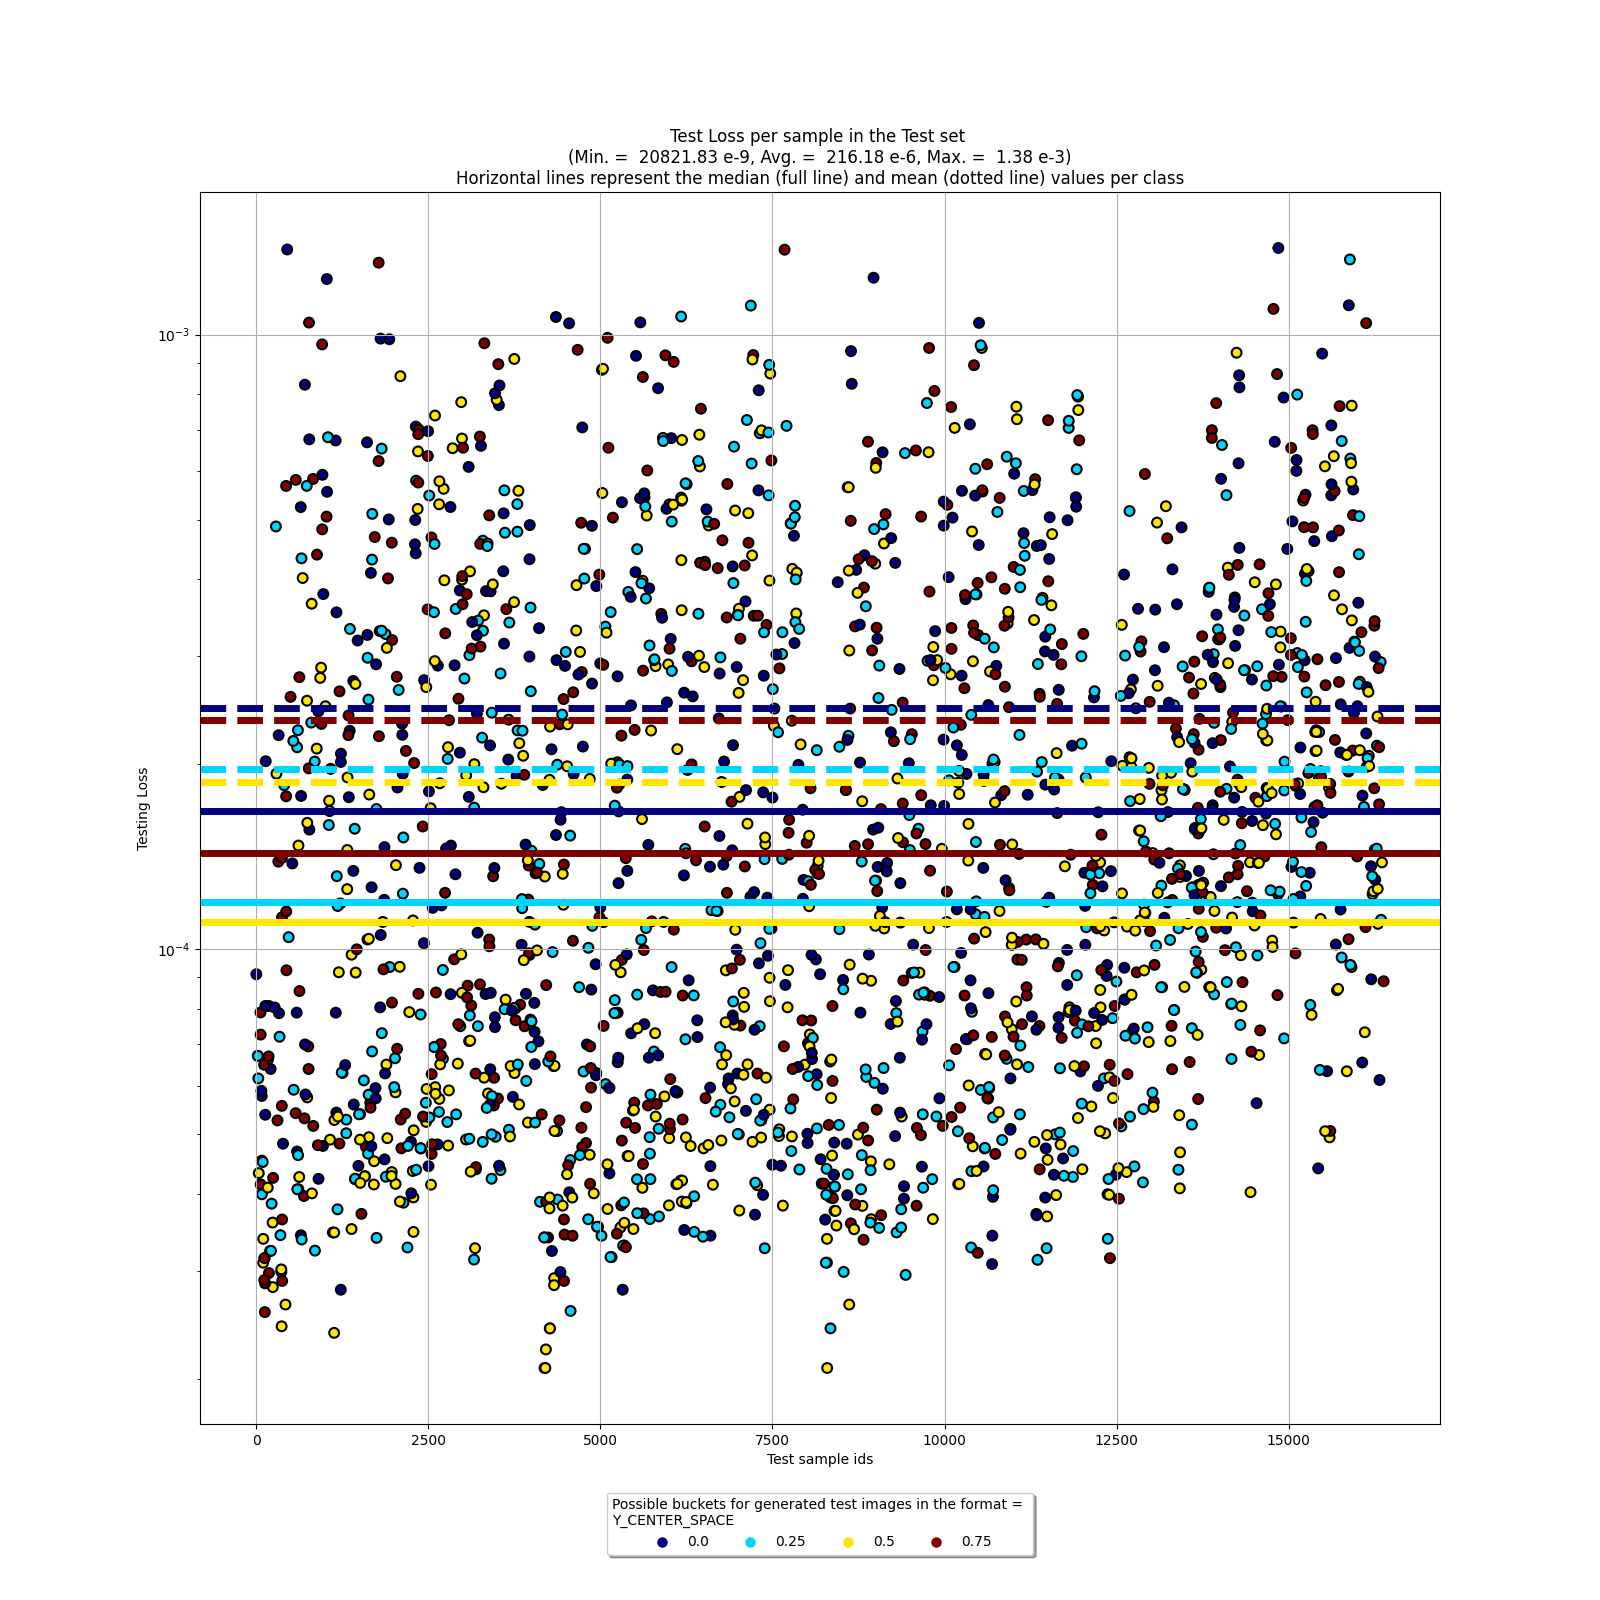 Test Loss per sample in the Test set
(Min. = 20821.83 e-9, Avg. = 216.18 e-6, Max. = 1.38 e-3)
Horizontal lines represent the median (full line) and mean (dotted line) values per class
Testing Loss
10⁻³
10⁻⁴
0 2500 5000 7500 10000 12500 15000
Test sample ids
Possible buckets for generated test images in the format =
Y_CENTER_SPACE
0.0 0.25 0.5 0.75